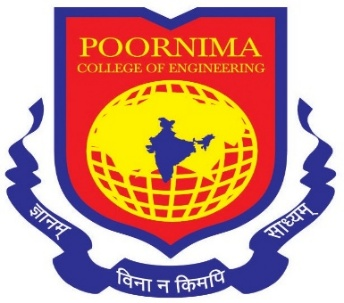 POORNIMA
COLLEGE OF ENGINEERING
ज्ञानम् विना न किमपि साध्यम्